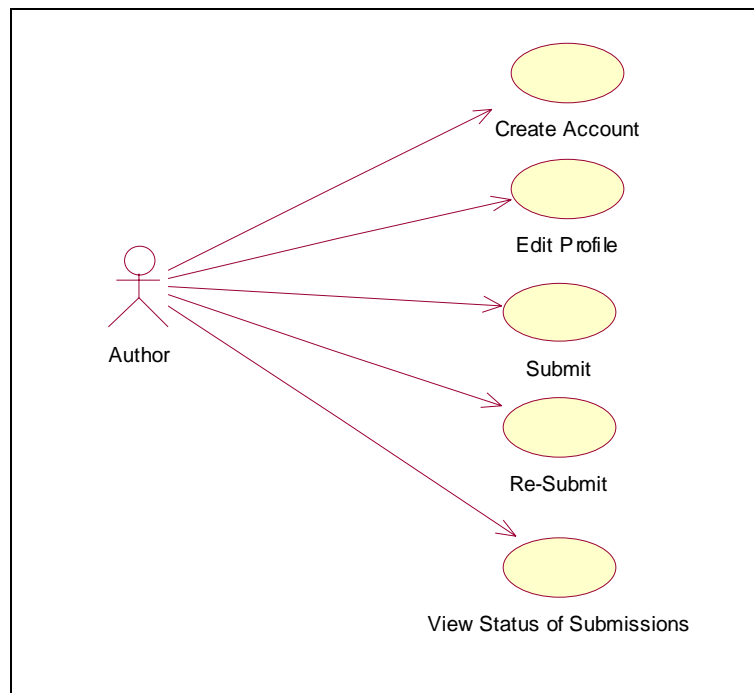 Create Account
Edit Profile
Author
Submit
Re-Submit
View Status of Submissions